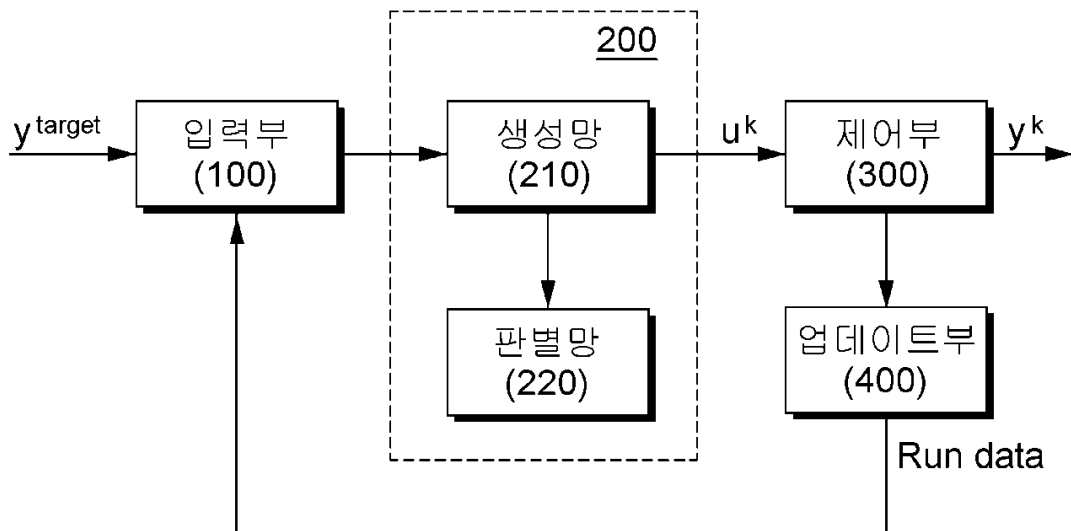 200
y target
입력부
(100)
생성망
(210)
u k
제어부
(300)
y k
판별망
(220)
업데이트부
(400)
Run data